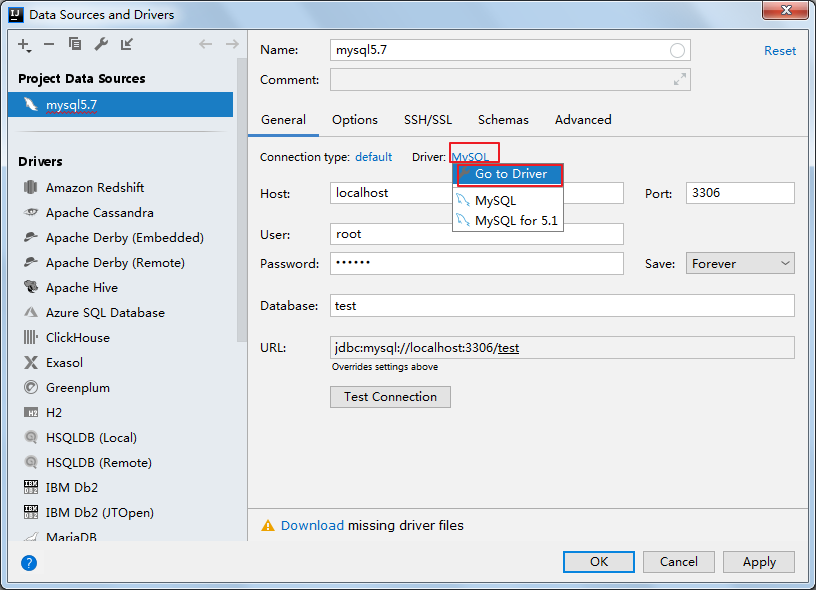 Data Sources and Drivers
Project Data Sources
mysql5.7
Drivers
Amazon Redshift
Apache Cassandra
Apache Derby (Embedded)
Apache Derby (Remote)
Apache Hive
Azure SQL Database
ClickHouse
Exasol
Greenplum
H2
HSQLDB (Local)
HSQLDB (Remote)
IBM Db2
IBM Db2 (JTOpen)
MariaDB
Name: mysql5.7 Reset
Comment:
General Options SSH/SSL Schemas Advanced
Connection type: default Driver: MySQL
Go to Driver
MySQL
MySQL for 5.1
Host: localhost Port: 3306
User: root
Password: •••••• Save: Forever
Database: test
URL: jdbc:mysql://localhost:3306/test
Overrides settings above
Test Connection
Download missing driver files
? OK Cancel Apply